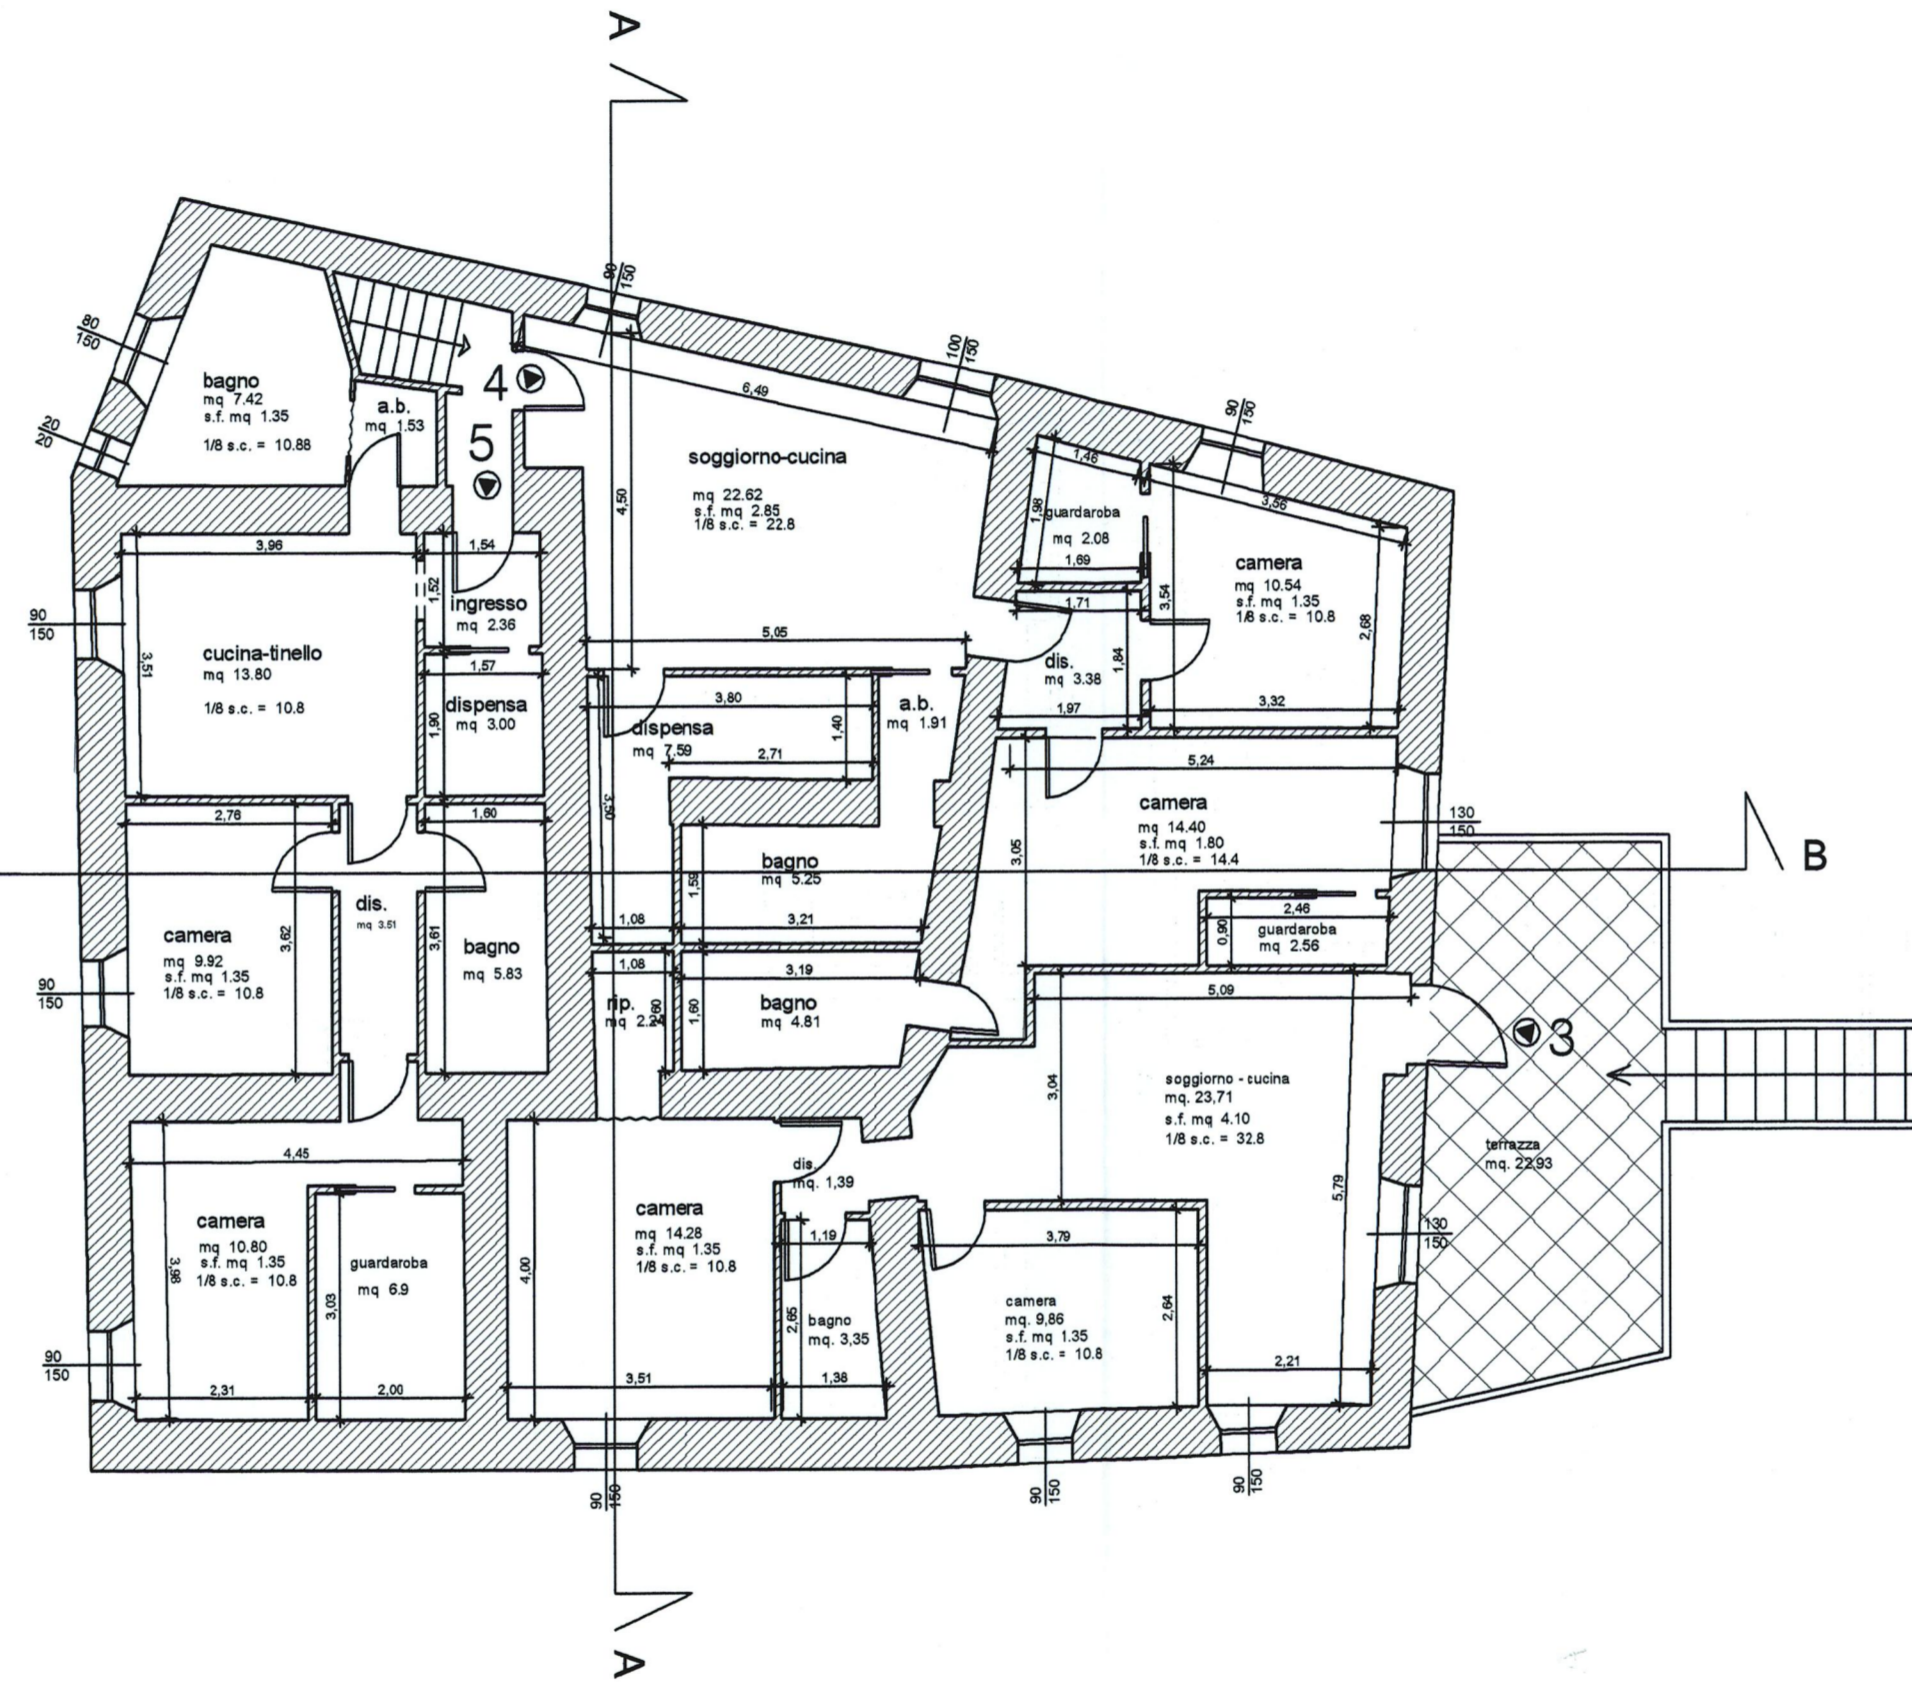 A
90
150
100
150
80
150
20
20
90
150
4
5
6,49
bagno
mq 7.42
s.f. mq 1.35
1/8 s.c. = 10.88
a.b.
mq 1.53
soggiorno-cucina
mq 22.62
s.f. mq 2.85
1/8 s.c. = 22.8
4,50
5,05
1,46
1,98
guardaroba
mq 2.08
1,69
3,56
camera
mq 10.54
s.f. mq 1.35
1/8 s.c. = 10.8
3,54
2,68
3,32
1,71
dis.
mq 3.38
1,84
1,97
3,96
1,54
1,52
ingresso
mq 2.36
90
150
cucina-tinello
mq 13.80
1/8 s.c. = 10.8
3,51
1,57
dispensa
mq 3.00
1,90
3,80
dispensa
mq 7.59
1,40
2,71
3,50
a.b.
mq 1.91
5,24
camera
mq 14.40
s.f. mq 1.80
1/8 s.c. = 14.4
3,05
130
150
B
2,76
1,60
bagno
mq 5.25
1,59
3,21
1,08
2,46
guardaroba
mq 2.56
0,90
camera
mq 9.92
s.f. mq 1.35
1/8 s.c. = 10.8
3,62
90
150
dis.
mq 3.51
3,61
bagno
mq 5.83
1,08
rip.
mq 2.24
1,60
3,19
bagno
mq 4.81
1,60
5,09
3
soggiorno - cucina
mq. 23,71
s.f. mq 4.10
1/8 s.c. = 32.8
3,04
5,79
terrazza
mq. 22,93
4,45
camera
mq 10.80
s.f. mq 1.35
1/8 s.c. = 10.8
3,98
guardaroba
mq 6.9
3,03
2,31
2,00
90
150
camera
mq 14.28
s.f. mq 1.35
1/8 s.c. = 10.8
4,00
3,51
dis.
mq. 1,39
1,19
bagno
mq. 3,35
2,65
1,38
3,79
camera
mq. 9,86
s.f. mq 1.35
1/8 s.c. = 10.8
2,64
130
150
2,21
90
150
90
150
90
150
A